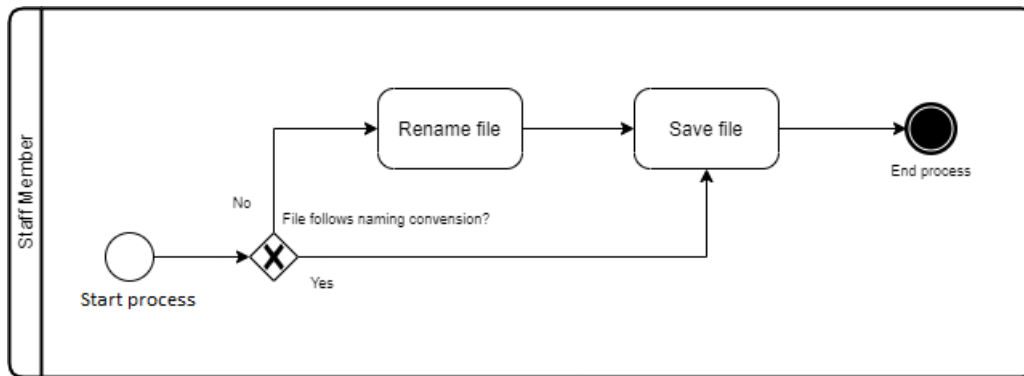 Staff Member
Rename file
Save file
End process
No
File follows naming convension?
Yes
Start process